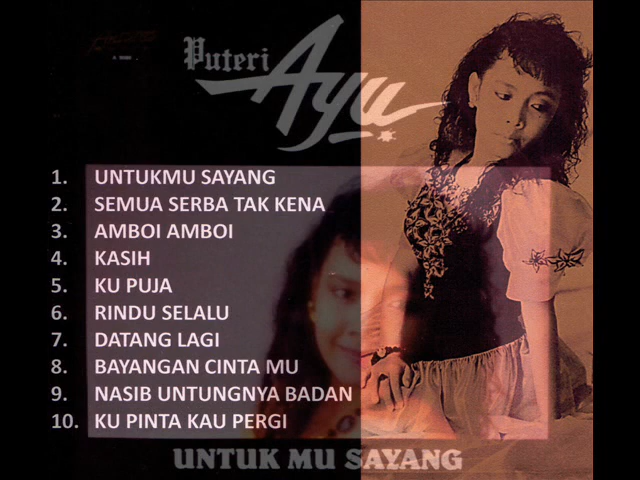 Puteri
Ayu
1. UNTUKMU SAYANG
2. SEMUA SERBA TAK KENA
3. AMBOI AMBOI
4. KASIH
5. KU PUJA
6. RINDU SELALU
7. DATANG LAGI
8. BAYANGAN CINTA MU
9. NASIB UNTUNGNYA BADAN
10. KU PINTA KAU PERGI
UNTUK MU SAYANG